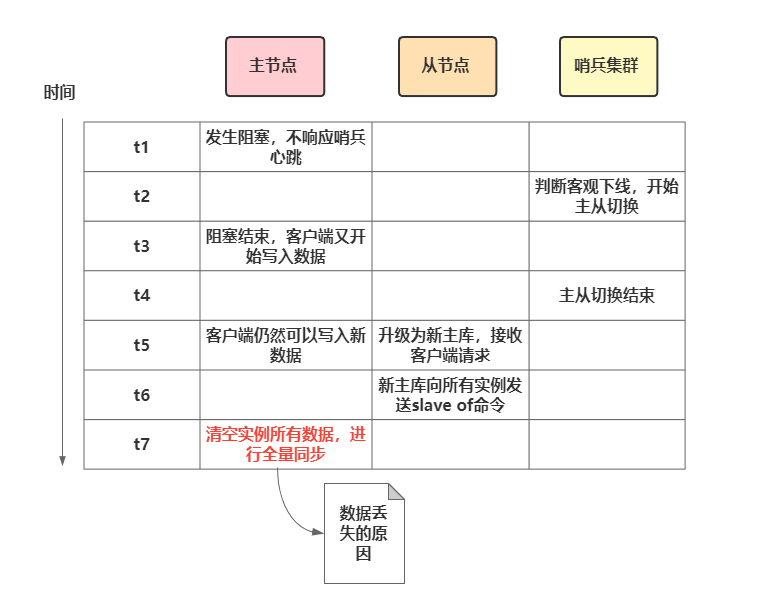 主节点
从节点
哨兵集群
时间
t1
发生阻塞，不响应哨兵
心跳
t2
判断客观下线，开始
主从切换
t3
阻塞结束，客户端又开
始写入数据
t4
主从切换结束
t5
客户端仍然可以写入新
数据
升级为新主库，接收
客户端请求
t6
新主库向所有实例发
送slave of命令
t7
清空实例所有数据，进
行全量同步
数据丢
失的原
因